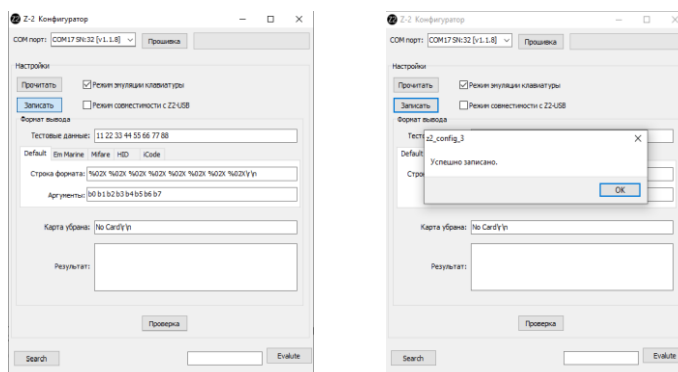 Z-2 Конфигуратор
COM порт: COM17 SN:32 [v1.1.8] Прошивка
Настройки
Прочитать Режим эмуляции клавиатуры
Записать Режим совместимости с Z2-USB
Формат вывода
Тестовые данные: 11 22 33 44 55 66 77 88
Default Em Marine Mifare HID iCode
Строка формата: %02X %02X %02X %02X %02X %02X %02X %02X\r\n
Аргументы: b0 b1 b2 b3 b4 b5 b6 b7
Карта убрана: No Card\r\n
Результат:
Проверка
Search Evalute
Z-2 Конфигуратор
COM порт: COM17 SN:32 [v1.1.8] Прошивка
Настройки
Прочитать Режим эмуляции клавиатуры
Записать Режим совместимости с Z2-USB
Формат вывода
Тест
z2_config_3
Default
Успешно записано.
Стро
OK
Карта убрана: No Card\r\n
Результат:
Проверка
Search Evalute